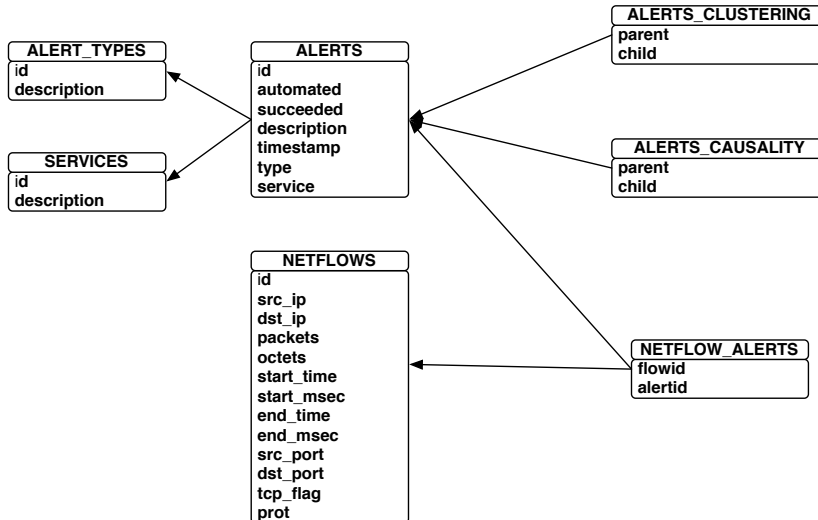 ALERT_TYPES
id
description
SERVICES
id
description
ALERTS
id
automated
succeeded
description
timestamp
type
service
NETFLOWS
id
src_ip
dst_ip
packets
octets
start_time
start_msec
end_time
end_msec
src_port
dst_port
tcp_flag
prot
ALERTS_CLUSTERING
parent
child
ALERTS_CAUSALITY
parent
child
NETFLOW_ALERTS
flowid
alertid